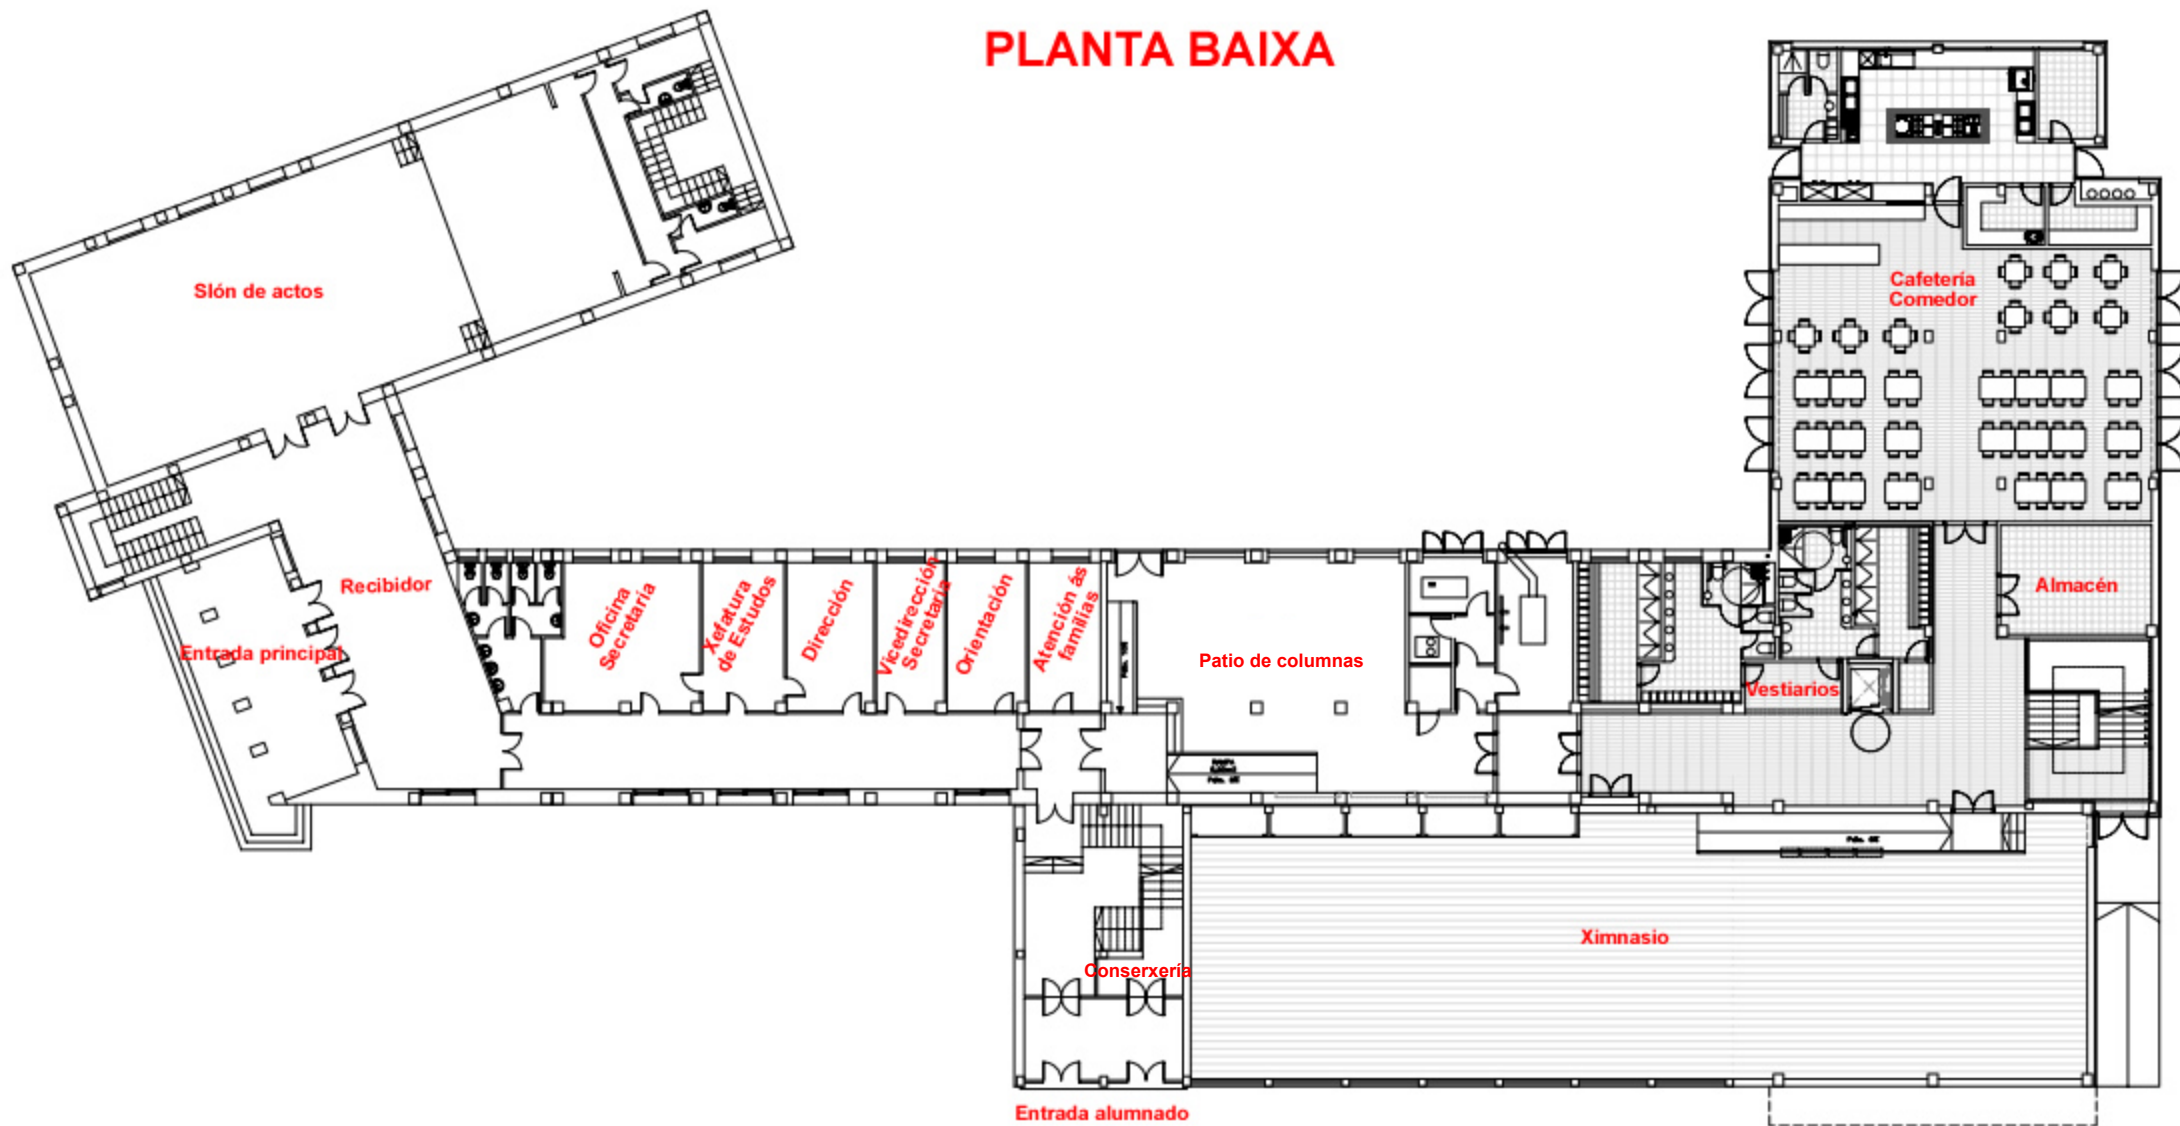 PLANTA BAIXA
Slón de actos
Cafetería
Comedor
Recibidor
Entrada principal
Oficina
Secretaría
Xefatura
de Estudos
Dirección
Vicedirección
Secretaría
Orientación
Atención ás
familias
Patio de columnas
Almacén
Vestiarios
Ximnasio
Conserxería
Entrada alumnado